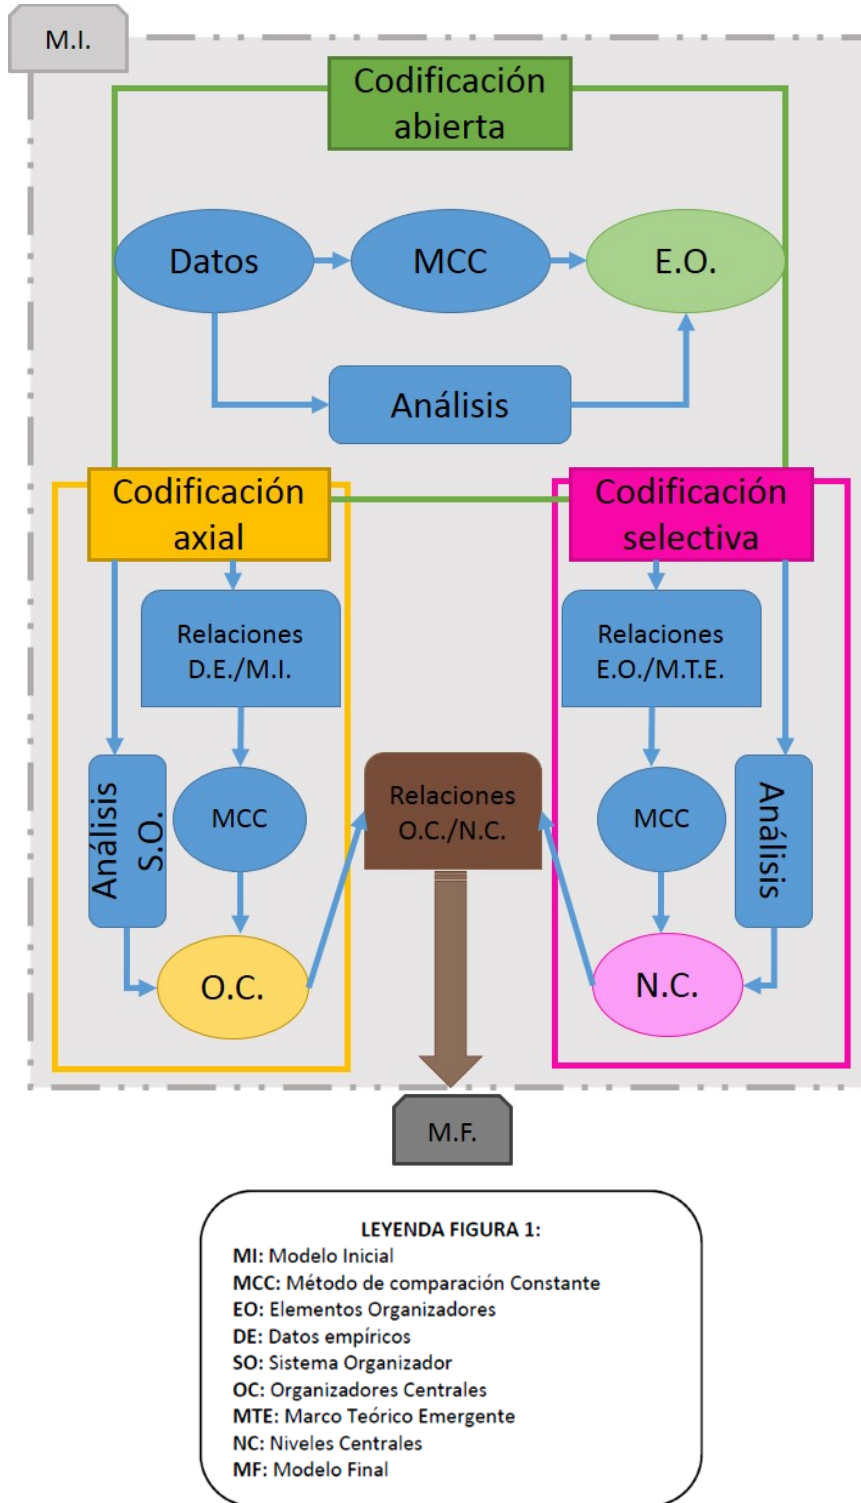 M.I.
Codificación
abierta
Datos
MCC
E.O.
Análisis
Codificación
axial
Codificación
selectiva
Relaciones
D.E./M.I.
Relaciones
E.O./M.T.E.
Análisis
S.O.
MCC
Relaciones
O.C./N.C.
MCC
Análisis
O.C.
N.C.
M.F.
LEYENDA FIGURA 1:
MI: Modelo Inicial
MCC: Método de comparación Constante
EO: Elementos Organizadores
DE: Datos empíricos
SO: Sistema Organizador
OC: Organizadores Centrales
MTE: Marco Teórico Emergente
NC: Niveles Centrales
MF: Modelo Final